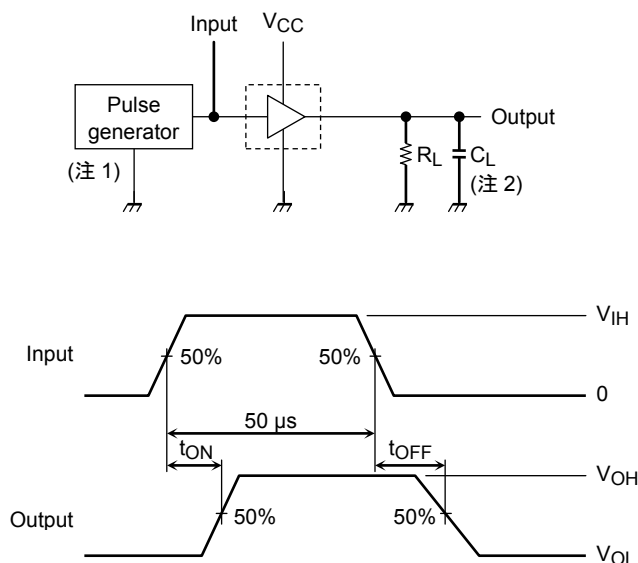 Input
VCC
Pulse
generator
(注 1)
Output
RL
CL
(注 2)
Input
50%
50%
VIH
0
50 µs
tON
tOFF
Output
50%
50%
VOH
VOL